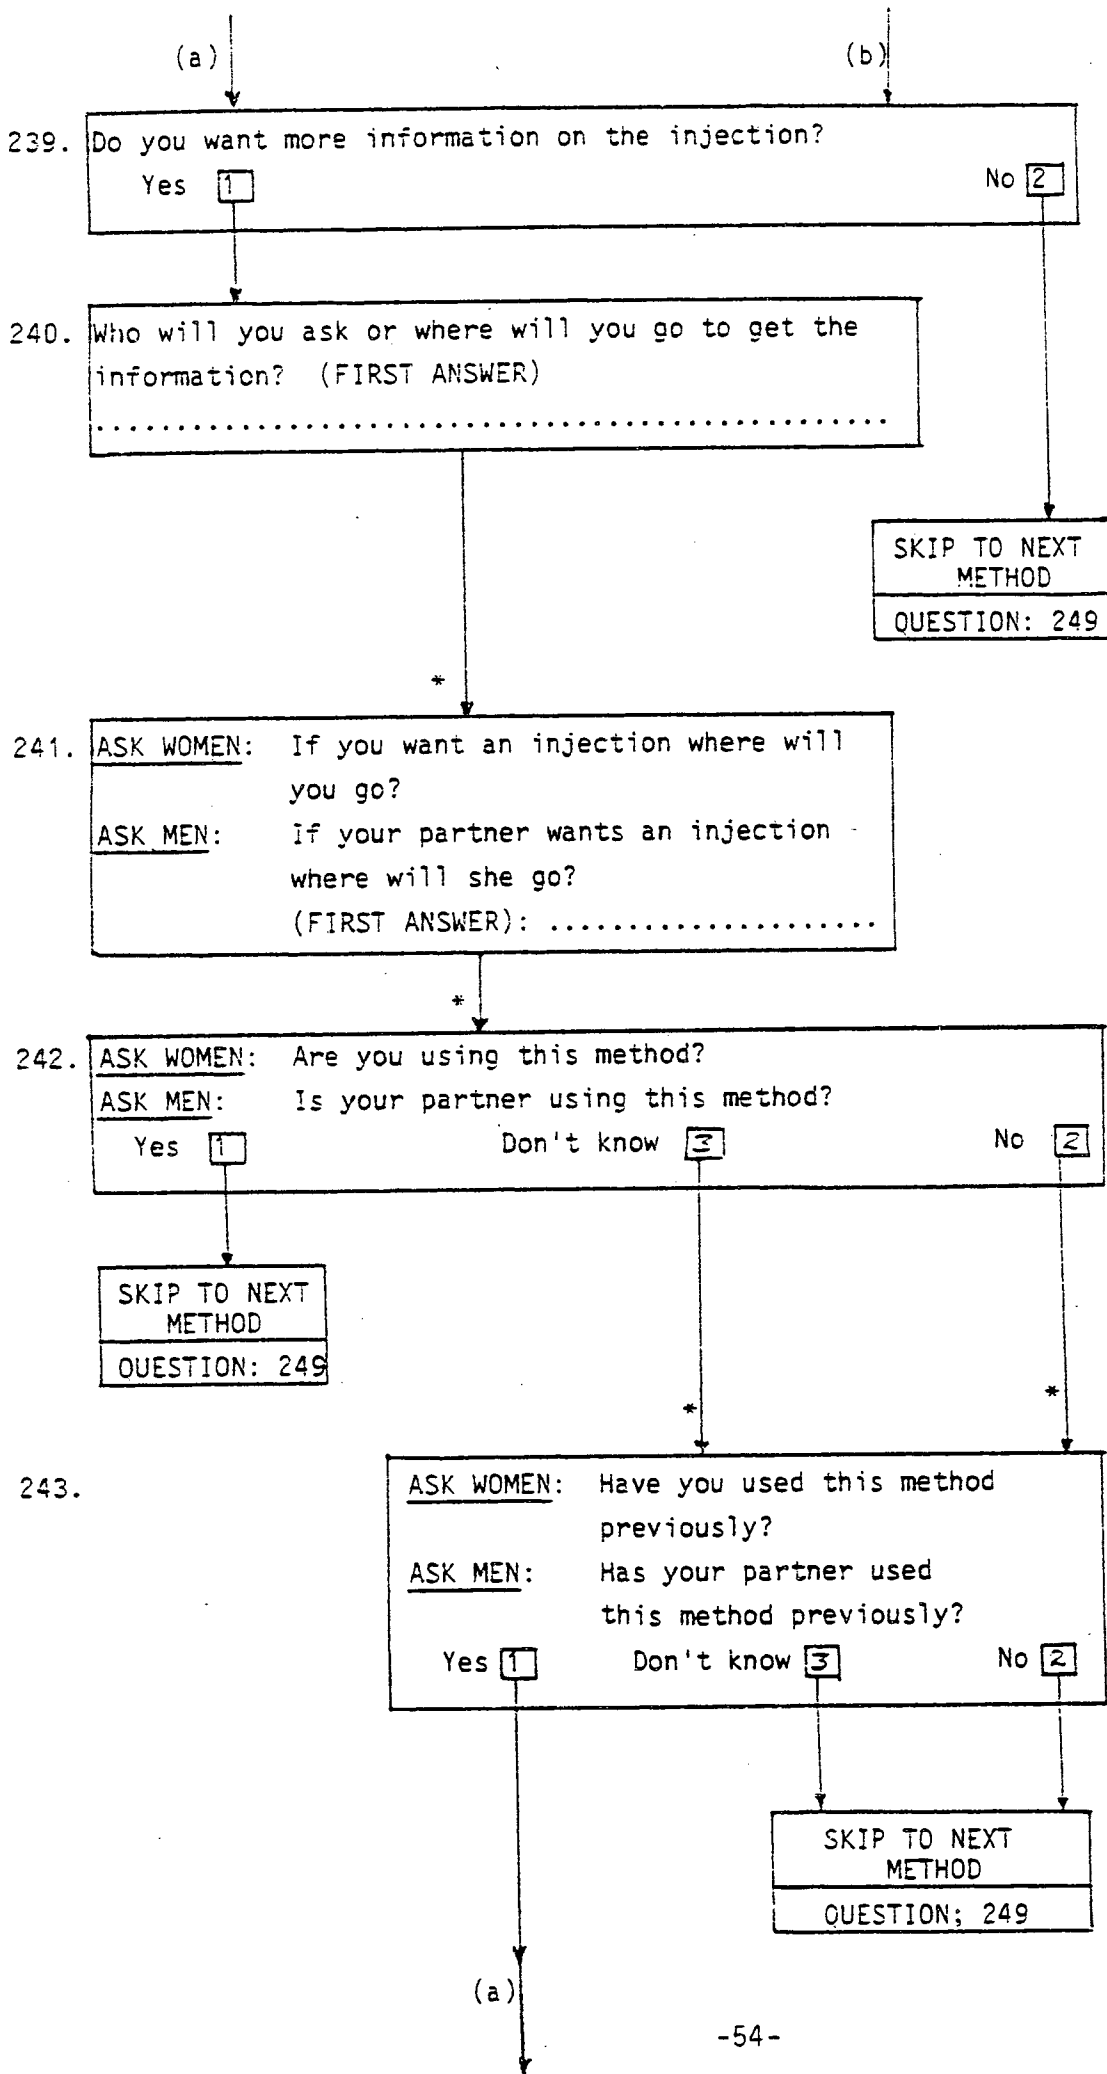 (a) (b)
239. Do you want more information on the injection?
Yes 1 No 2
240. Who will you ask or where will you go to get the
information? (FIRST ANSWER)
.................................................
SKIP TO NEXT
METHOD
QUESTION: 249
*
241. ASK WOMEN: If you want an injection where will
you go?
ASK MEN: If your partner wants an injection
where will she go?
(FIRST ANSWER): .....................
*
242. ASK WOMEN: Are you using this method?
ASK MEN: Is your partner using this method?
Yes 1 Don't know 3 No 2
SKIP TO NEXT
METHOD
QUESTION: 249
* *
243. ASK WOMEN: Have you used this method
previously?
ASK MEN: Has your partner used
this method previously?
Yes 1 Don't know 3 No 2
SKIP TO NEXT
METHOD
QUESTION; 249
(a)
-54-